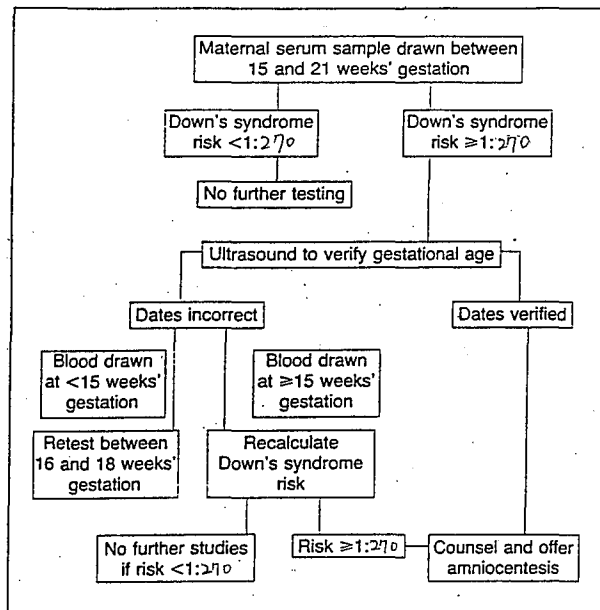 Maternal serum sample drawn between
15 and 21 weeks' gestation
Down's syndrome
risk <1:270
Down's syndrome
risk ≥1:270
No further testing
Ultrasound to verify gestational age
Dates incorrect
Dates verified
Blood drawn
at <15 weeks'
gestation
Blood drawn
at ≥15 weeks'
gestation
Retest between
16 and 18 weeks'
gestation
Recalculate
Down's syndrome
risk
No further studies
if risk <1:270
Risk ≥1:270
Counsel and offer
amniocentesis